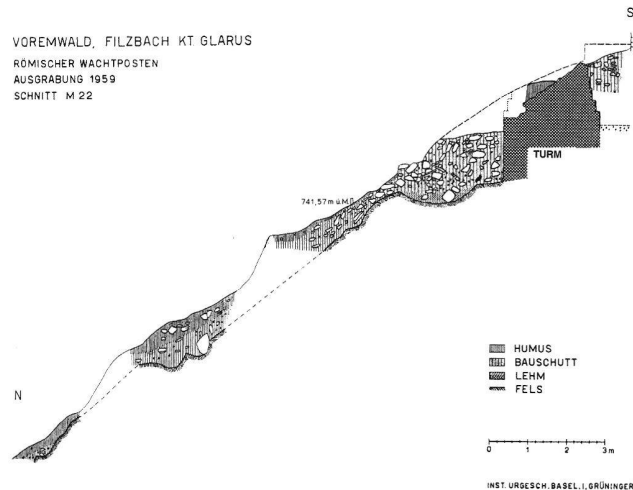 S
VOREMWALD, FILZBACH KT GLARUS
RÖMISCHER WACHTPOSTEN
AUSGRABUNG 1959
SCHNITT M 22
TURM
741,57 m ü.M.
HUMUS
BAUSCHUTT
LEHM
FELS
N
0 1 2 3 m
INST. URGESCH. BASEL. I. GRÜNINGER